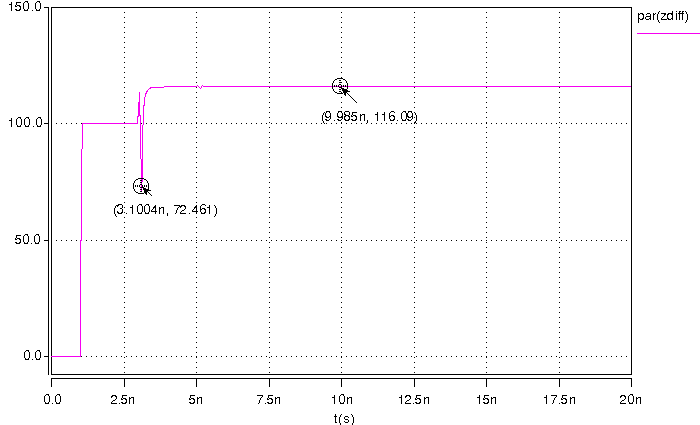 150.0
par(zdiff)
(9.985n, 116.09)
100.0
(3.1004n, 72.461)
50.0
0.0
0.0 2.5n 5n 7.5n 10n 12.5n 15n 17.5n 20n
t(s)